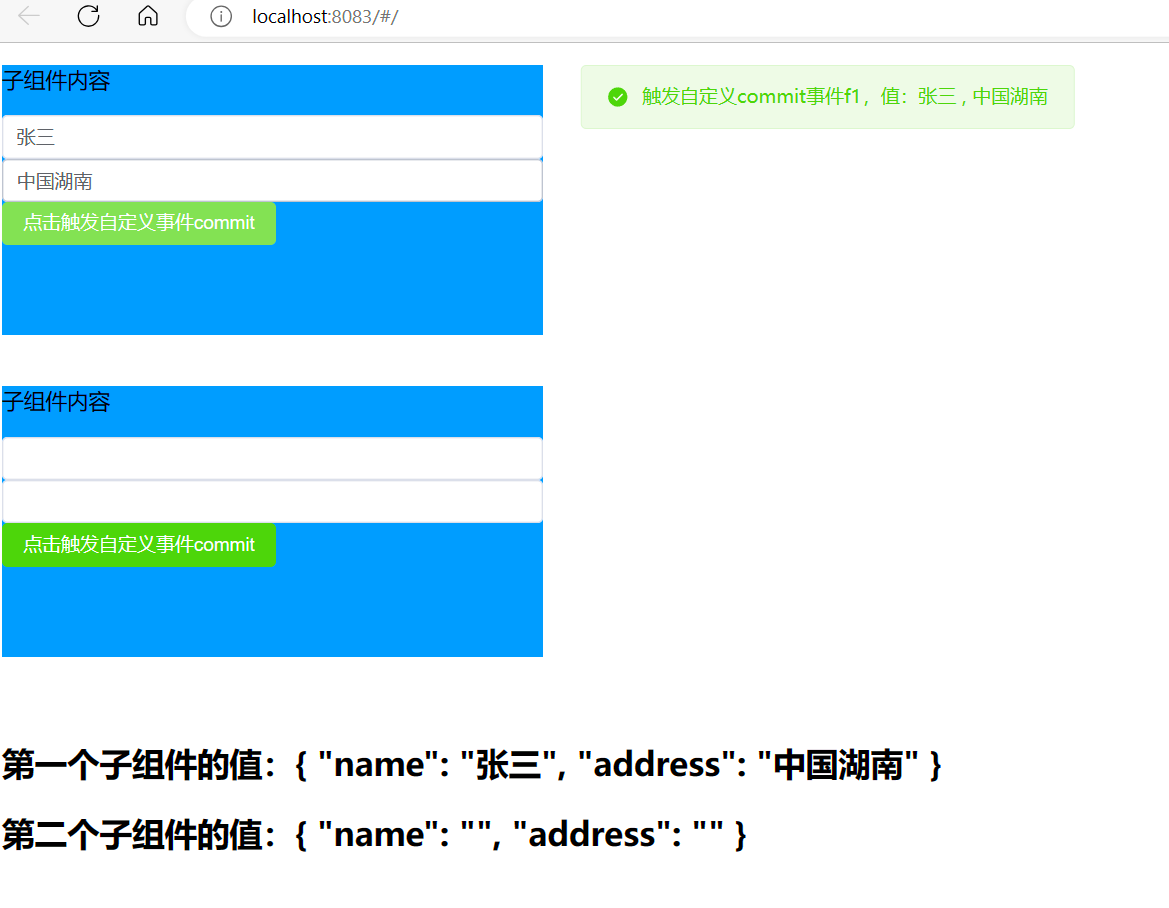 localhost:8083/#/
子组件内容
触发自定义commit事件f1，值：张三 , 中国湖南
张三
中国湖南
点击触发自定义事件commit
子组件内容
点击触发自定义事件commit
第一个子组件的值：{ "name": "张三", "address": "中国湖南" }
第二个子组件的值：{ "name": "", "address": "" }